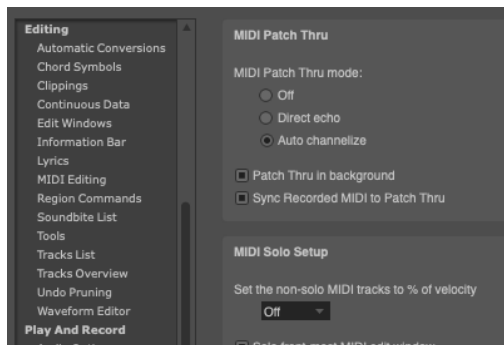 Editing
Automatic Conversions
Chord Symbols
Clippings
Continuous Data
Edit Windows
Information Bar
Lyrics
MIDI Editing
Region Commands
Soundbite List
Tools
Tracks List
Tracks Overview
Undo Pruning
Waveform Editor
Play And Record
MIDI Patch Thru
MIDI Patch Thru mode:
Off
Direct echo
Auto channelize
Patch Thru in background
Sync Recorded MIDI to Patch Thru
MIDI Solo Setup
Set the non-solo MIDI tracks to % of velocity
Off